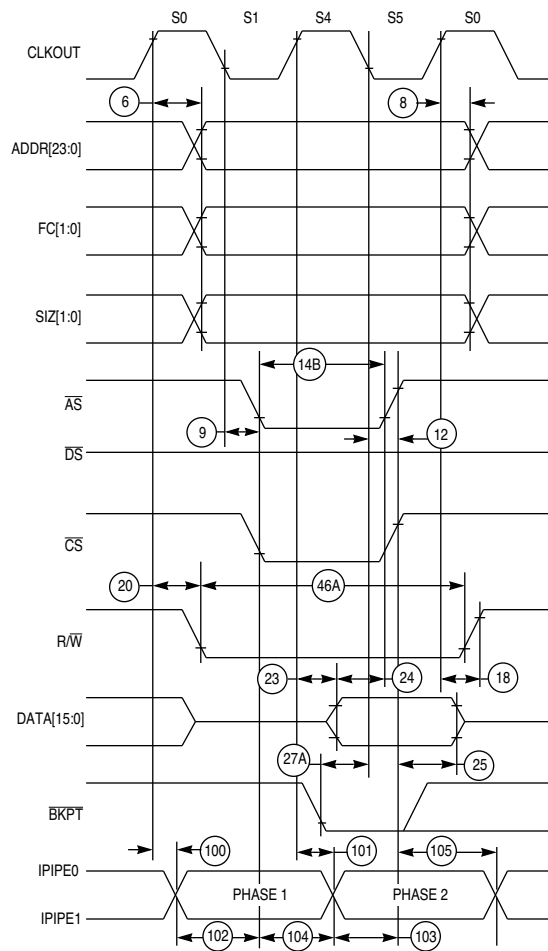 S0 S1 S4 S5 S0
CLKOUT
6 8
ADDR[23:0]
FC[1:0]
SIZ[1:0]
14B
AS
9 12
DS
CS
20 46A
R/W
23 24 18
DATA[15:0]
27A 25
BKPT
100 101 105
IPIPE0
PHASE 1 PHASE 2
IPIPE1
102 104 103